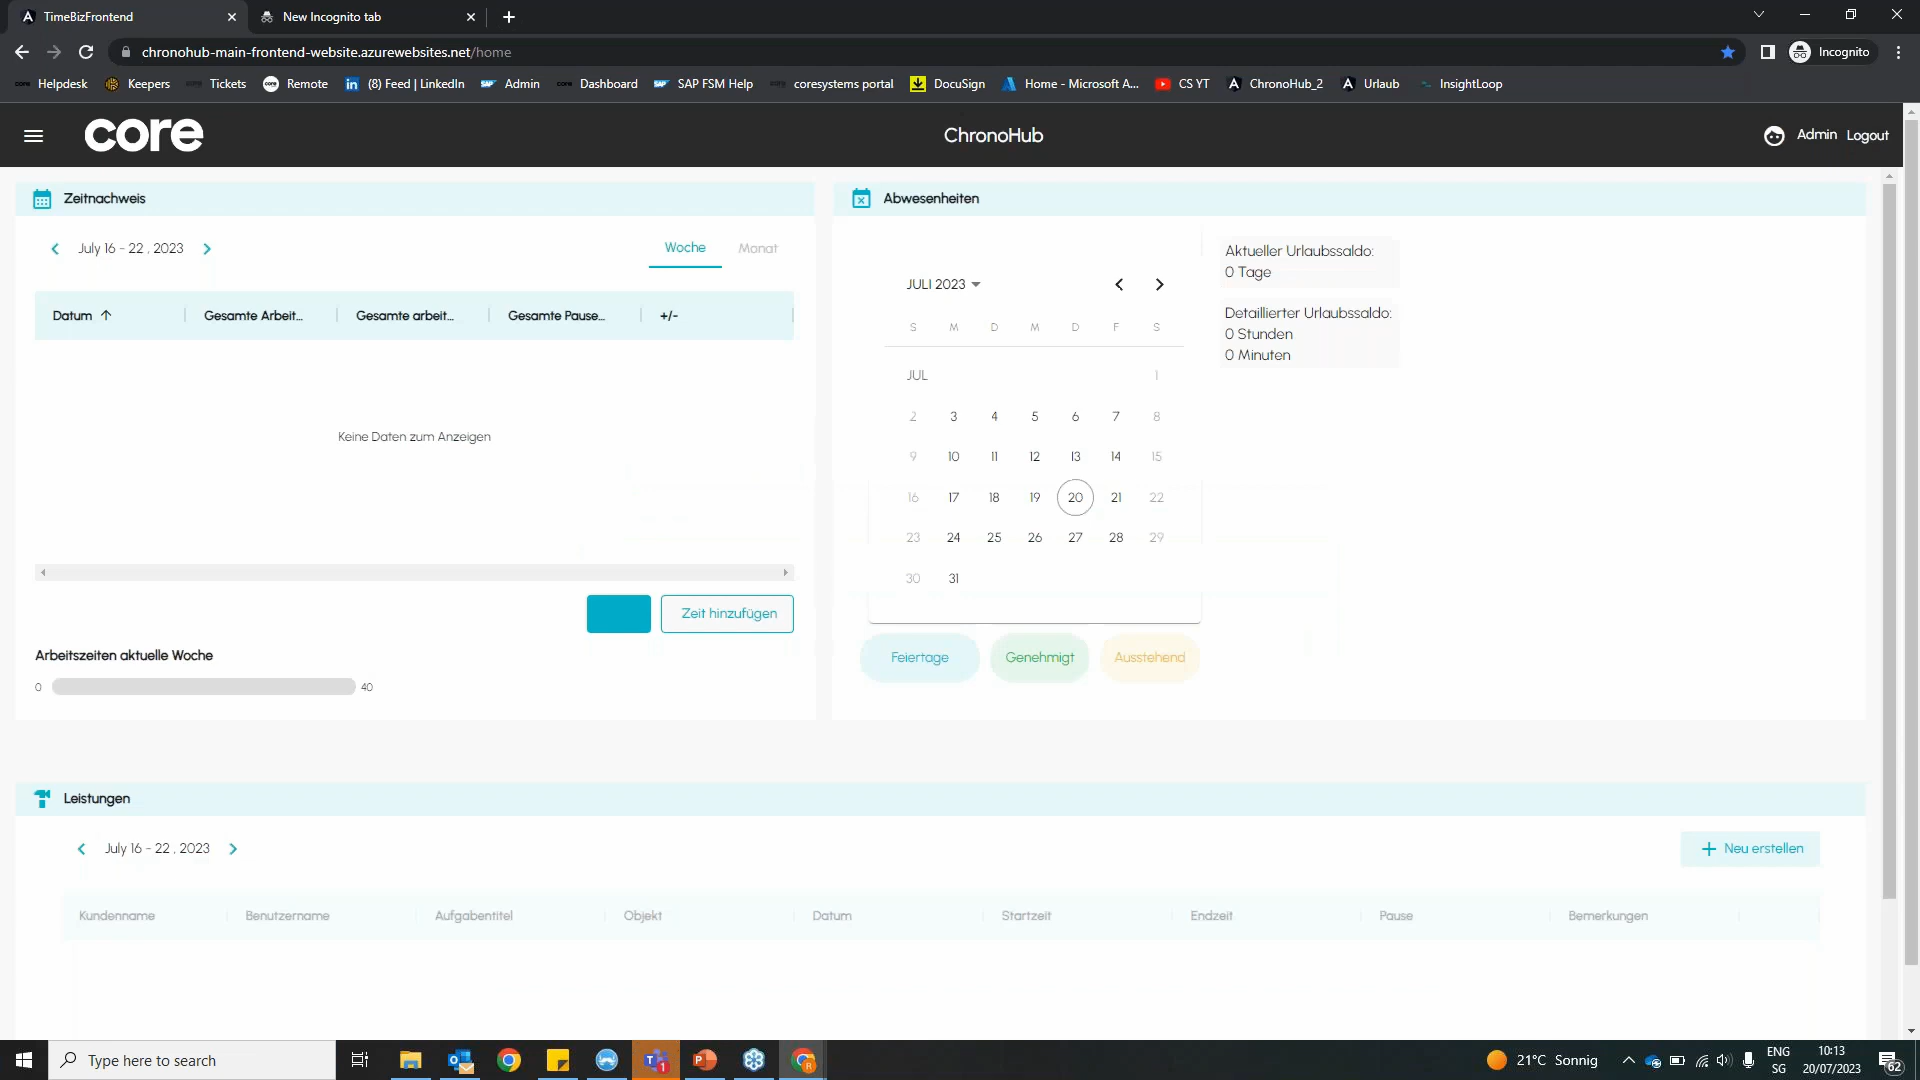 TimeBizFrontend
New Incognito tab
chronohub-main-frontend-website.azurewebsites.net/home
Incognito
core Helpdesk Keepers Tickets core Remote in (8) Feed | LinkedIn SAP Admin core Dashboard SAP SAP FSM Help coresystems portal DocuSign Home - Microsoft A... CS YT ChronoHub_2 Urlaub InsightLoop
core
ChronoHub
Admin Logout
Zeitnachweis
July 16 - 22 , 2023
Woche Monat
Datum Gesamte Arbeit... Gesamte arbeit... Gesamte Pause... +/-
Keine Daten zum Anzeigen
Zeit hinzufügen
Arbeitszeiten aktuelle Woche
0 40
Abwesenheiten
JULI 2023
S M D M D F S
JUL 1
2 3 4 5 6 7 8
9 10 11 12 13 14 15
16 17 18 19 20 21 22
23 24 25 26 27 28 29
30 31
Feiertage Genehmigt Ausstehend
Aktueller Urlaubssaldo:
0 Tage
Detaillierter Urlaubssaldo:
0 Stunden
0 Minuten
Leistungen
July 16 - 22 , 2023
Neu erstellen
Kundenname Benutzername Aufgabentitel Objekt Datum Startzeit Endzeit Pause Bemerkungen
Type here to search
21°C Sonnig
ENG
SG
10:13
20/07/2023
62